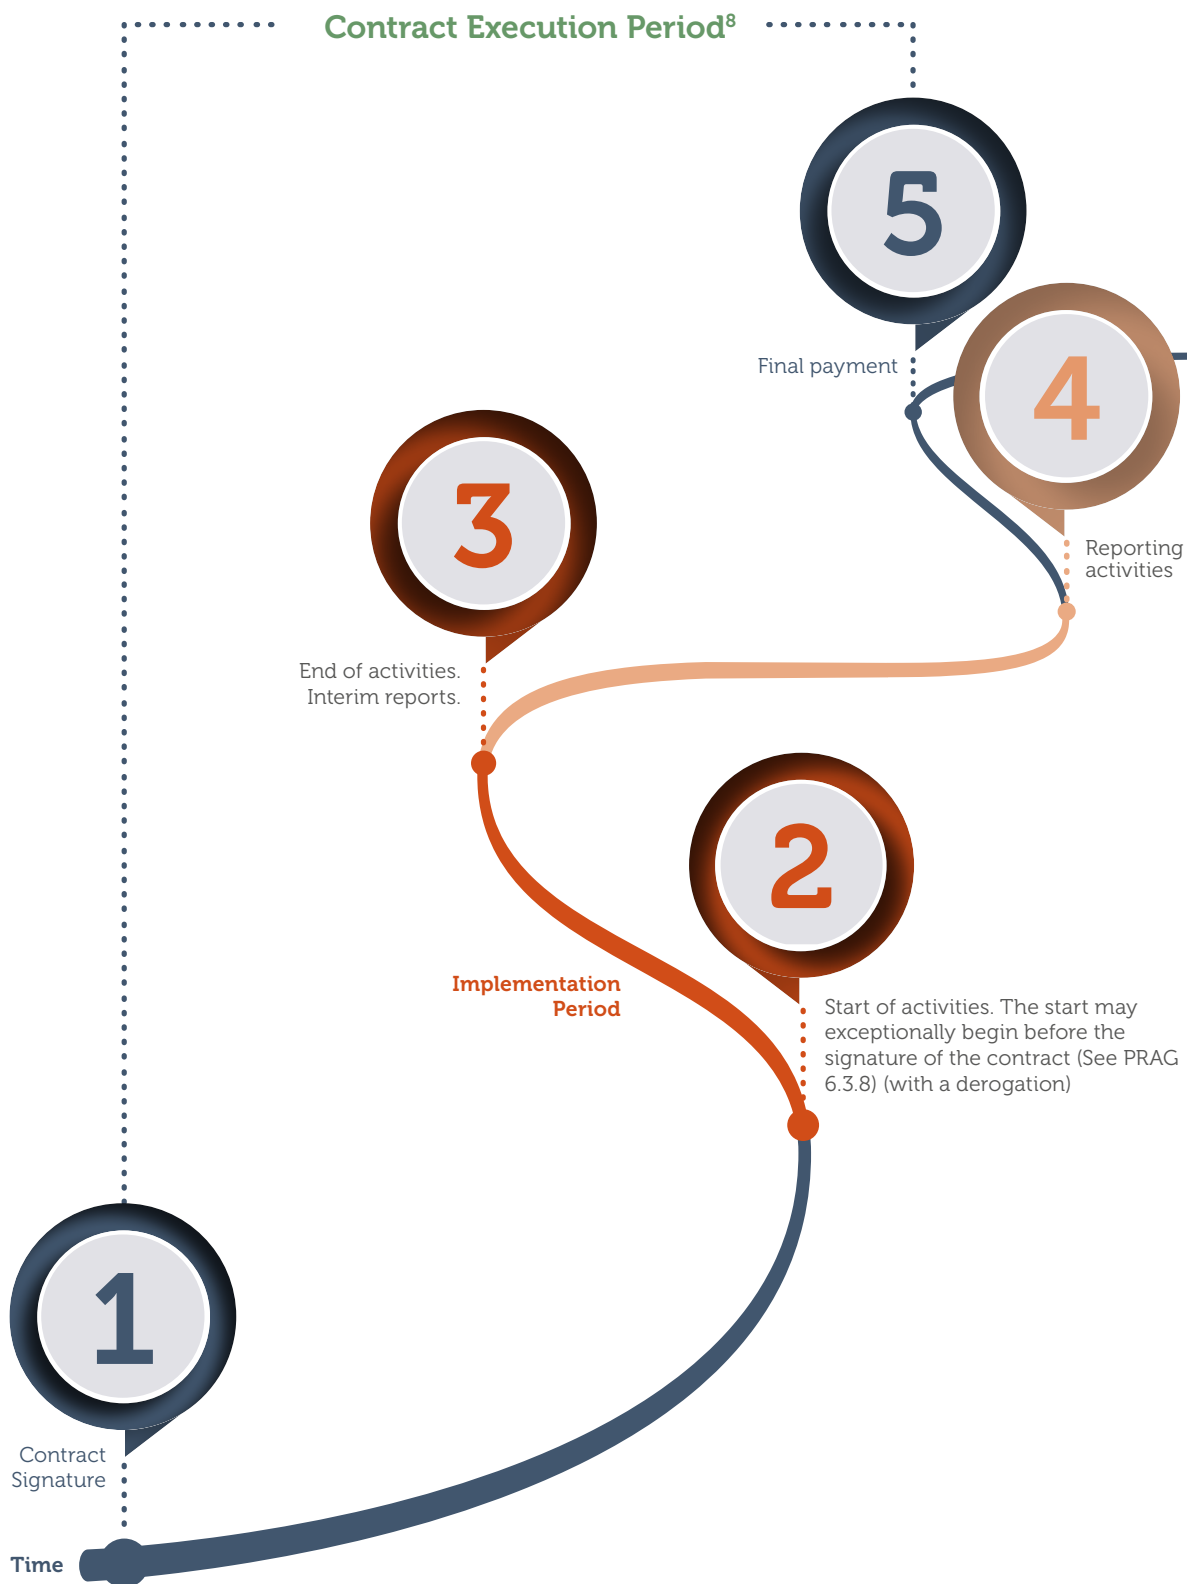 Contract Execution Period⁸
5
Final payment
4
Reporting
activities
3
End of activities.
Interim reports.
2
Start of activities. The start may
exceptionally begin before the
signature of the contract (See PRAG
6.3.8) (with a derogation)
Implementation
Period
1
Contract
Signature
Time